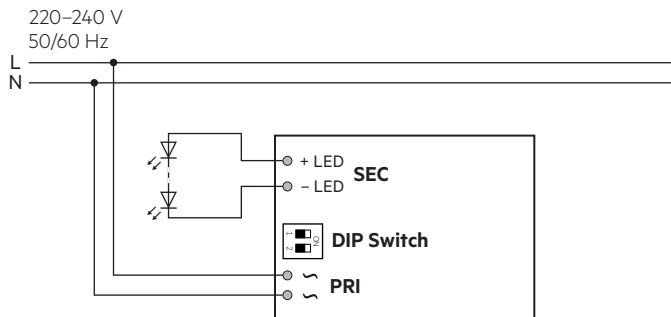 220–240 V
50/60 Hz
L
N
+ LED
– LED
SEC
1
2
ON
DIP Switch
~
~
PRI